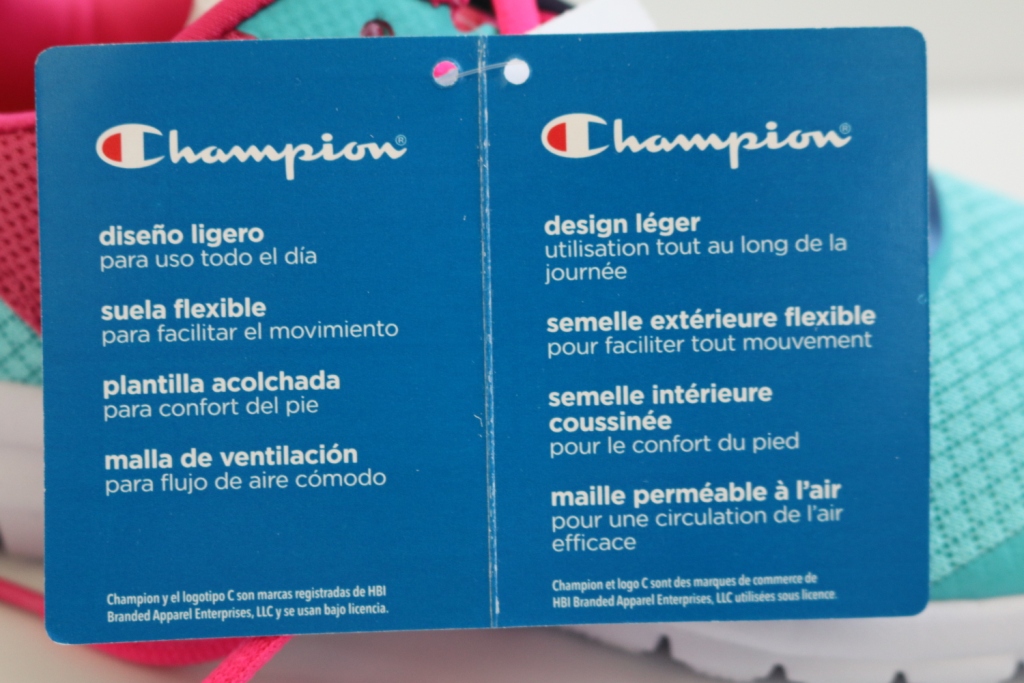 Champion®
diseño ligero
para uso todo el día
suela flexible
para facilitar el movimiento
plantilla acolchada
para confort del pie
malla de ventilación
para flujo de aire cómodo
Champion y el logotipo C son marcas registradas de HBI
Branded Apparel Enterprises, LLC y se usan bajo licencia.
Champion®
design léger
utilisation tout au long de la
journée
semelle extérieure flexible
pour faciliter tout mouvement
semelle intérieure
coussinée
pour le confort du pied
maille perméable à l'air
pour une circulation de l'air
efficace
Champion et logo C sont des marques de commerce de
HBI Branded Apparel Enterprises, LLC utilisées sous licence.